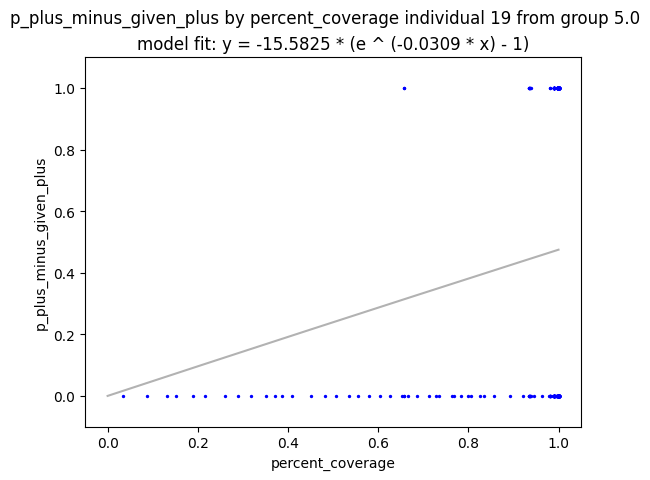 p_plus_minus_given_plus by percent_coverage individual 19 from group 5.0
model fit: y = -15.5825 * (e ^ (-0.0309 * x) - 1)
1.0
0.8
0.6
0.4
0.2
0.0
p_plus_minus_given_plus
0.0 0.2 0.4 0.6 0.8 1.0
percent_coverage